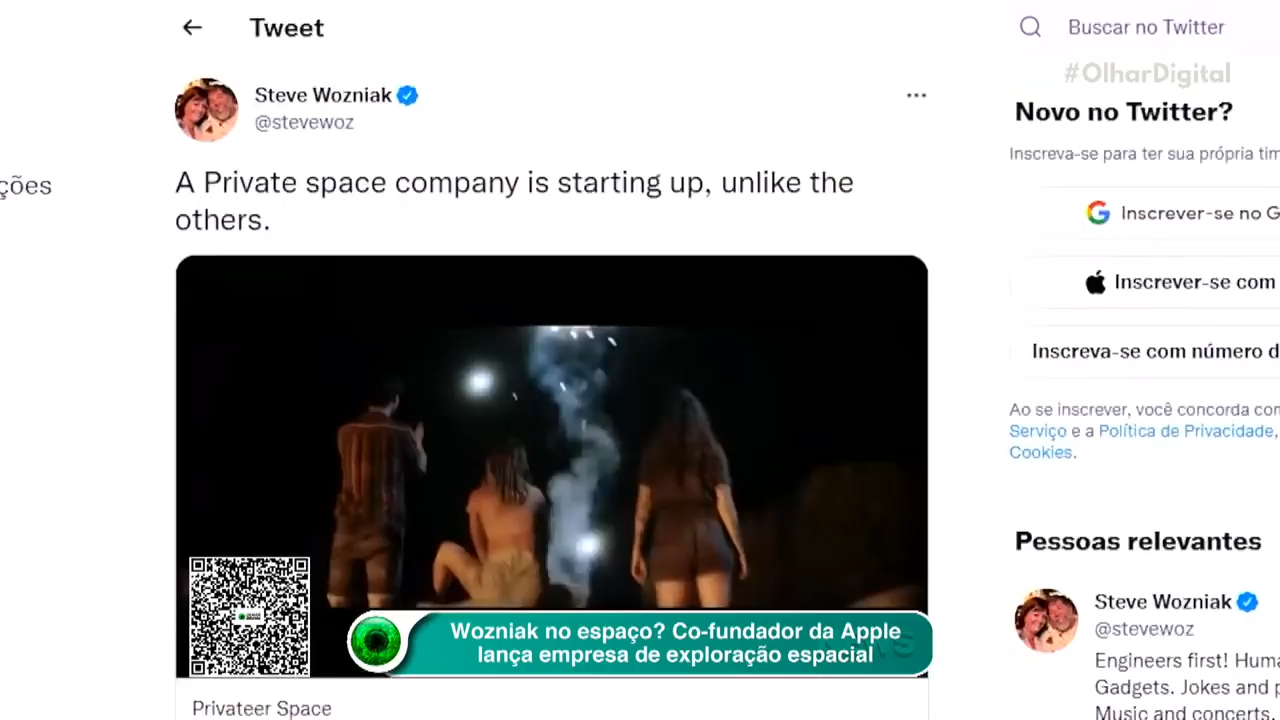 Tweet
Buscar no Twitter
#OlharDigital
Steve Wozniak
@stevewoz
Novo no Twitter?
Inscreva-se para ter sua própria tim
ções
A Private space company is starting up, unlike the
others.
Inscrever-se no G
Inscrever-se com
Inscreva-se com número d
Ao se inscrever, você concorda con
Serviço e a Política de Privacidade,
Cookies.
Pessoas relevantes
Steve Wozniak
@stevewoz
Engineers first! Huma
Gadgets. Jokes and p
Music and concerts.
Wozniak no espaço? Co-fundador da Apple
lança empresa de exploração espacial
Privateer Space